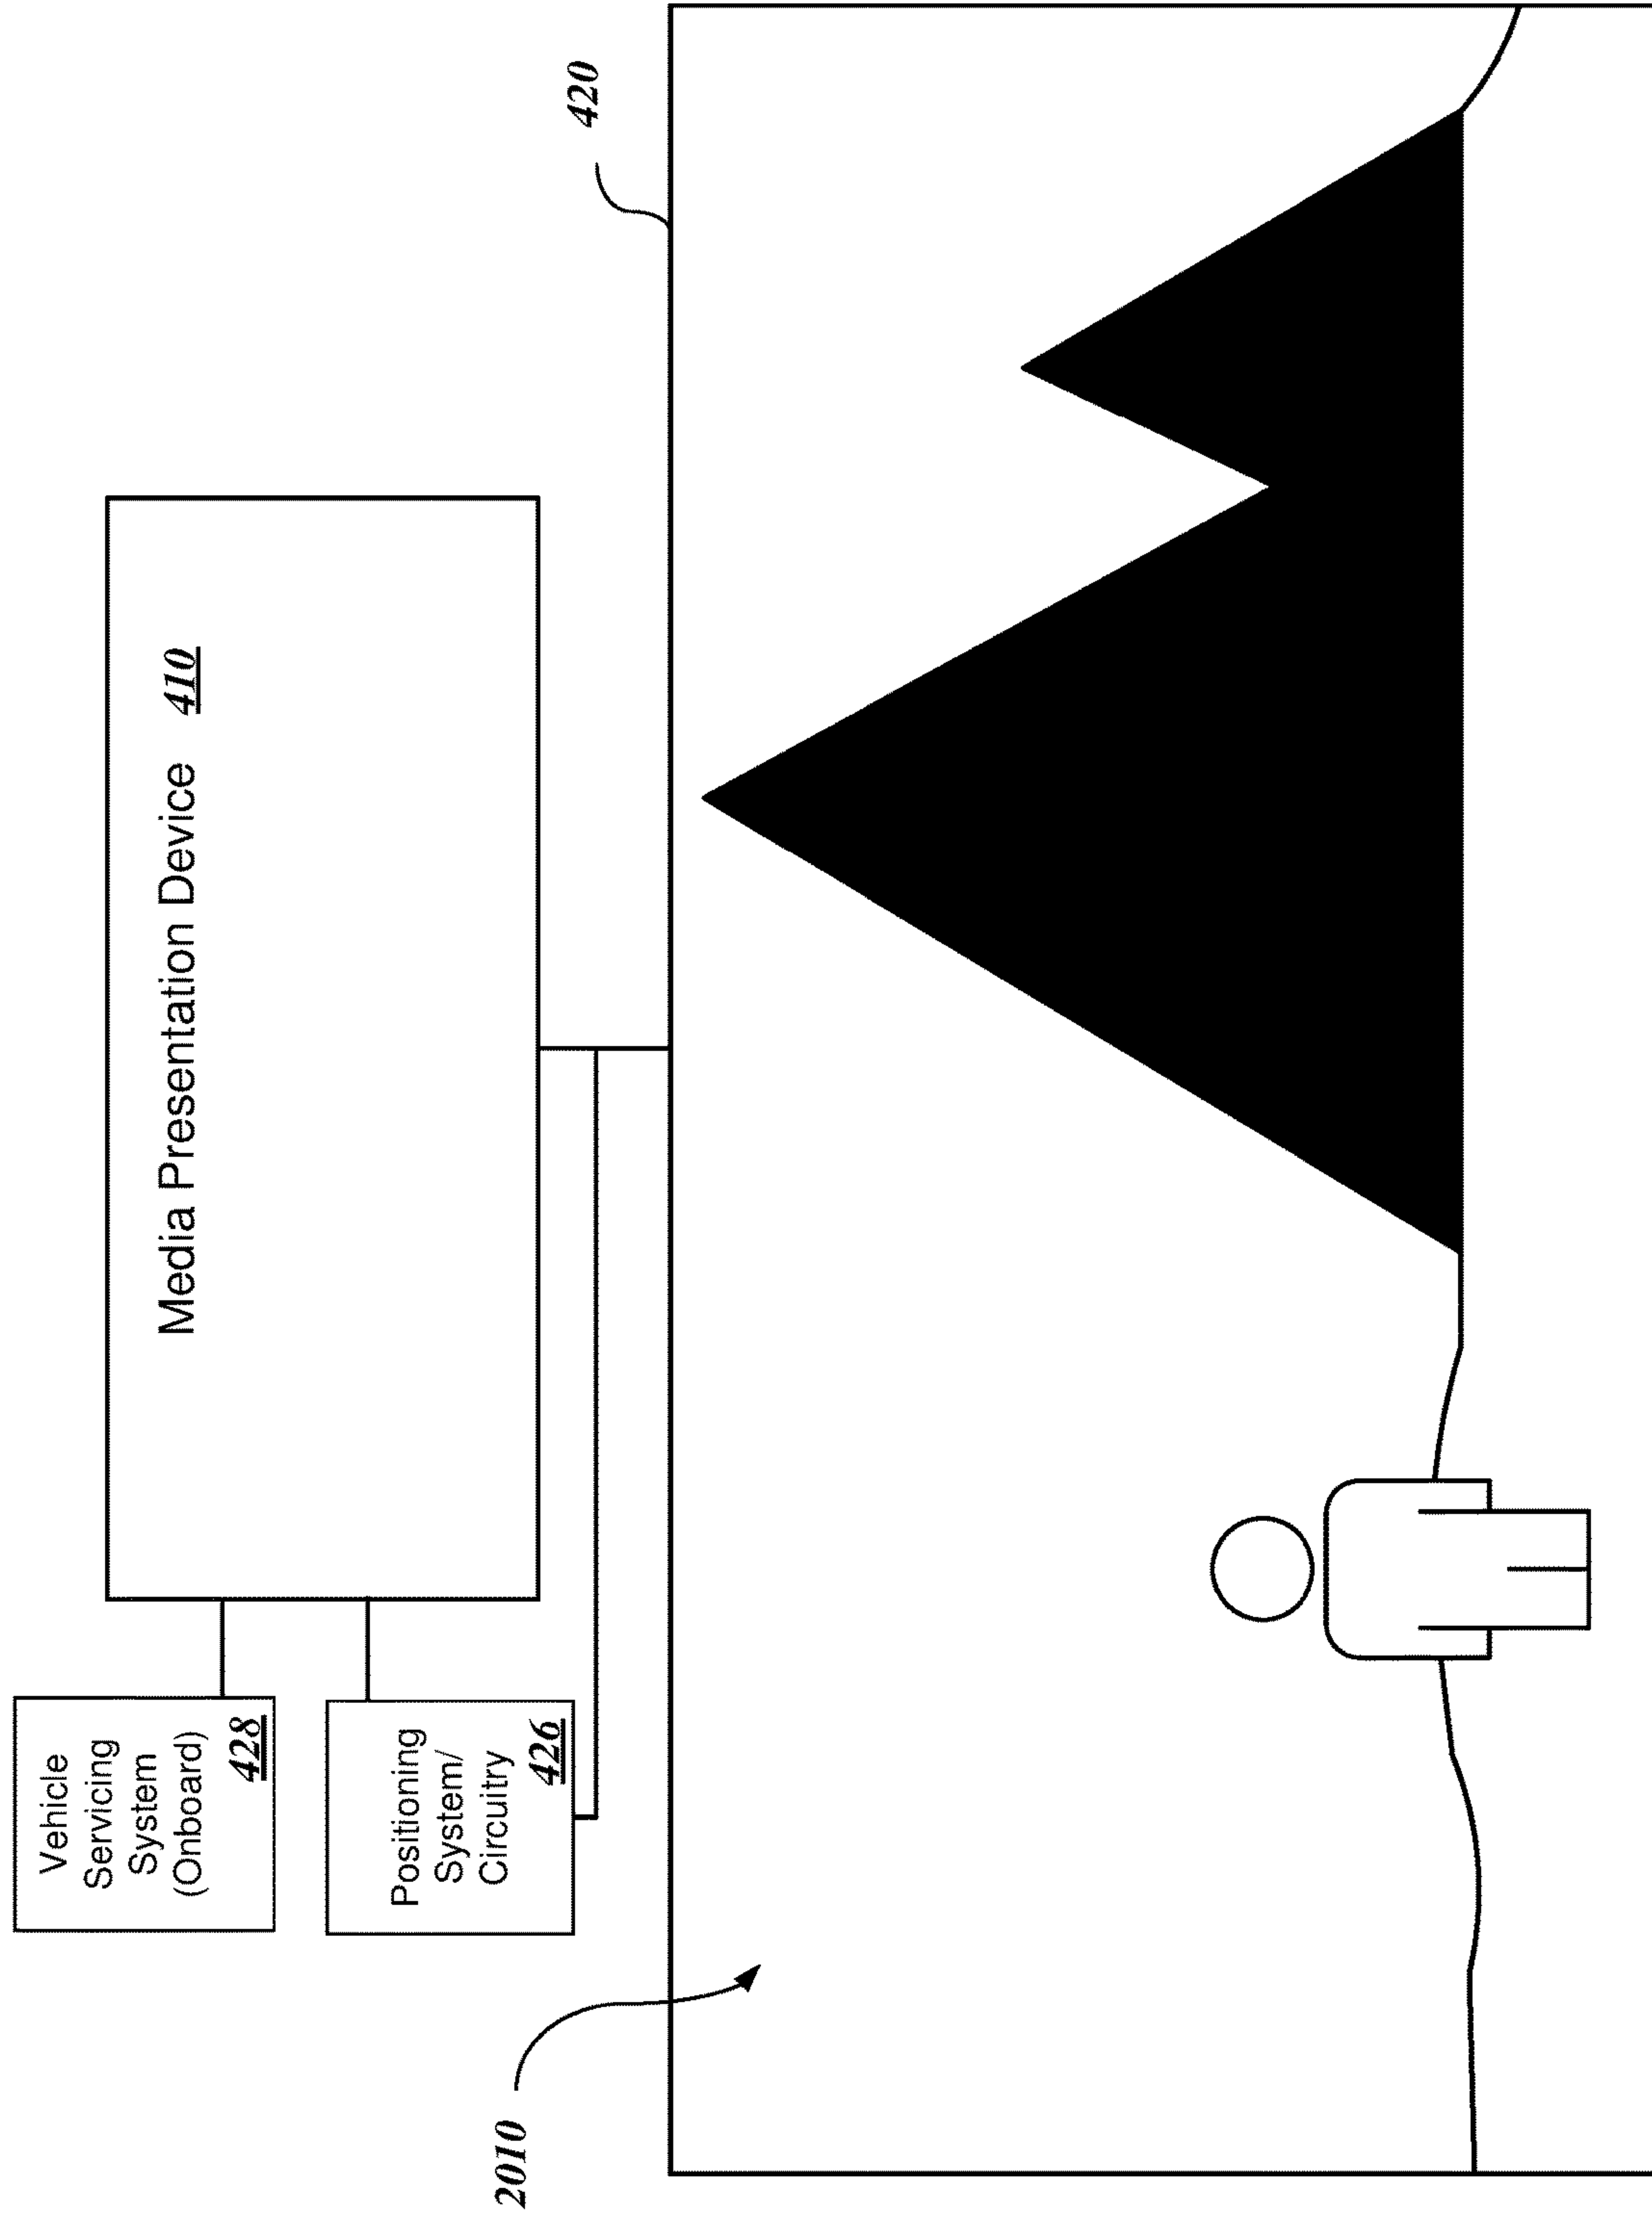 Vehicle
Servicing
System
(Onboard)
428
Positioning
System/
Circuitry
426
Media Presentation Device 410
2010
420